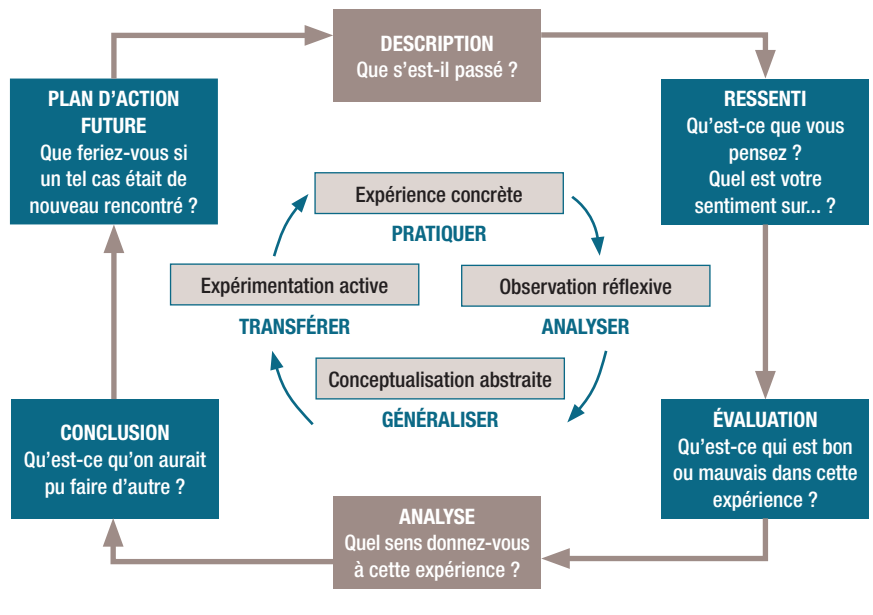 DESCRIPTION
Que s’est-il passé ?
PLAN D’ACTION
FUTURE
Que feriez-vous si
un tel cas était de
nouveau rencontré ?
RESSENTI
Qu’est-ce que vous
pensez ?
Quel est votre
sentiment sur... ?
Expérience concrète
PRATIQUER
Expérimentation active
TRANSFÉRER
Observation réflexive
ANALYSER
Conceptualisation abstraite
GÉNÉRALISER
CONCLUSION
Qu’est-ce qu’on aurait
pu faire d’autre ?
ÉVALUATION
Qu’est-ce qui est bon
ou mauvais dans cette
expérience ?
ANALYSE
Quel sens donnez-vous
à cette expérience ?